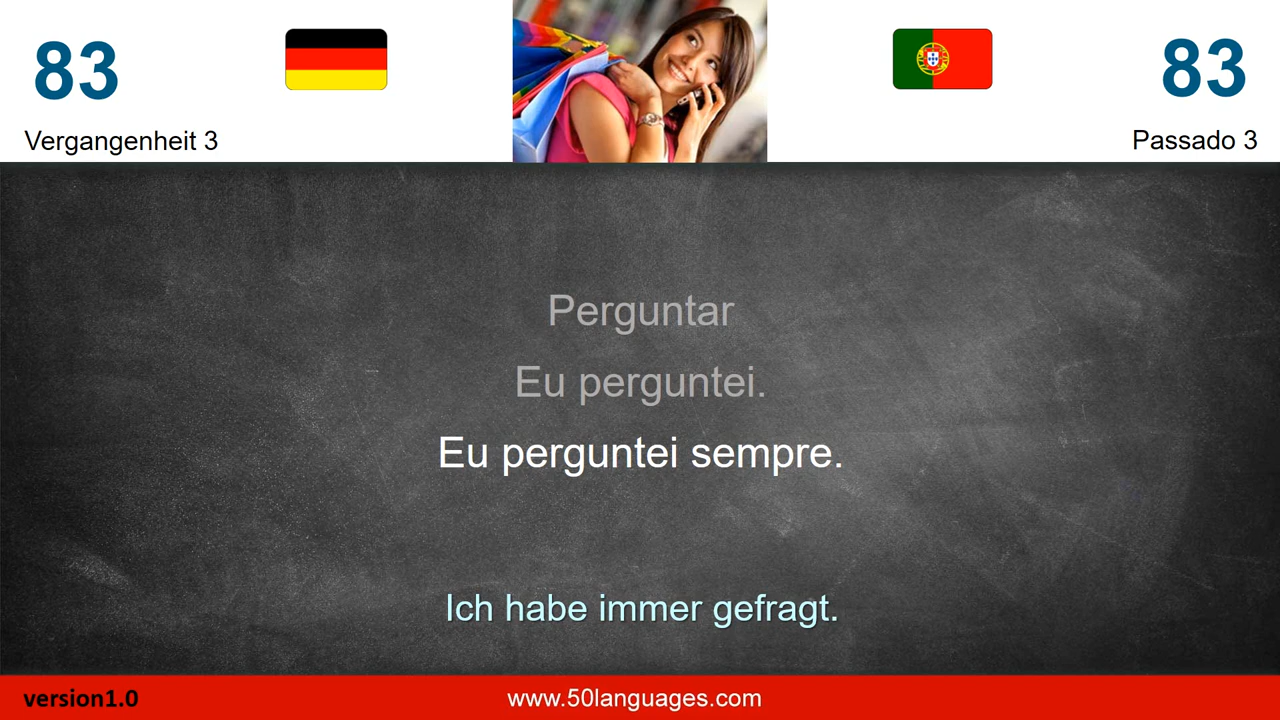 83
83
Vergangenheit 3
Passado 3
Perguntar
Eu perguntei.
Eu perguntei sempre.
Ich habe immer gefragt.
version1.0
www.50languages.com